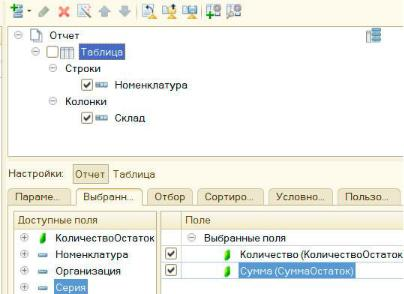 Отчет
Таблица
Строки
Номенклатура
Колонки
Склад
Настройки: Отчет Таблица
Параме... Выбранн... Отбор Сортиро... Условно... Пользо...
Доступные поля Поле
КоличествоОстаток Выбранные поля
Номенклатура Количество (КоличествоОстаток
Организация Сумма (СуммаОстаток)
Серия